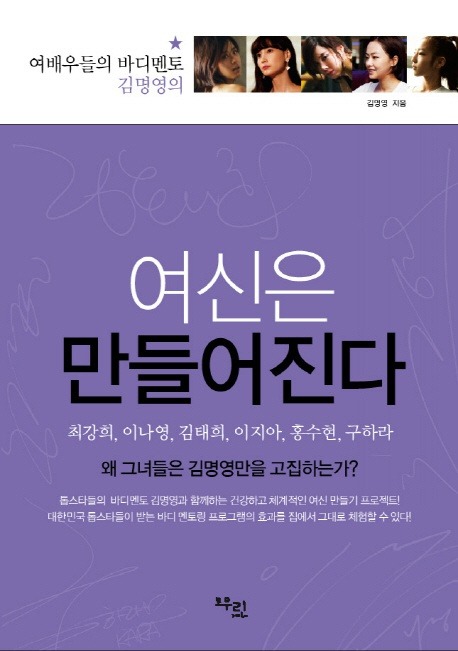 여배우들의 바디멘토
김명영의
김명영 지음
여신은
만들어진다
최강희, 이나영, 김태희, 이지아, 홍수현, 구하라
왜 그녀들은 김명영만을 고집하는가?
톱스타들의 바디멘토 김명영과 함께하는 건강하고 체계적인 여신 만들기 프로젝트!
대한민국 톱스타들이 받는 바디 멘토링 프로그램의 효과를 집에서 그대로 체험할 수 있다!